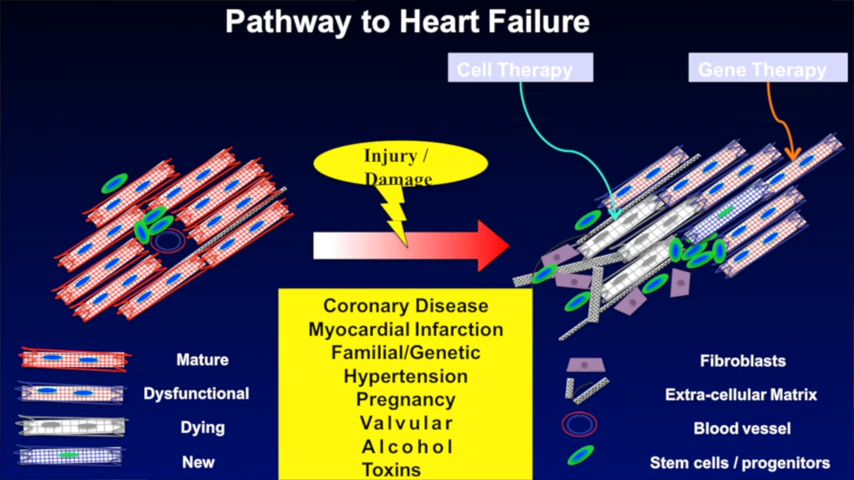 Pathway to Heart Failure
Cell Therapy
Gene Therapy
Injury /
Damage
Coronary Disease
Myocardial Infarction
Familial/Genetic
Hypertension
Pregnancy
Valvular
Alcohol
Toxins
Mature
Dysfunctional
Dying
New
Fibroblasts
Extra-cellular Matrix
Blood vessel
Stem cells / progenitors